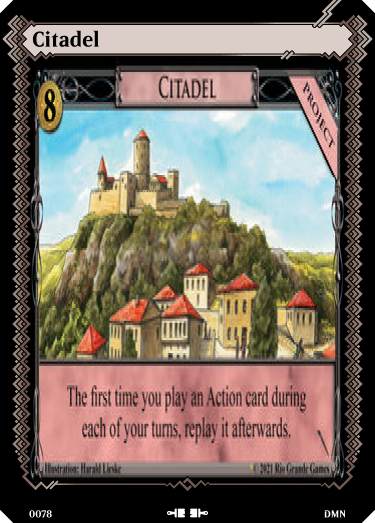 Citadel
CITADEL
8
PROJECT
The first time you play an Action card during
each of your turns, replay it afterwards.
Illustration: Harald Lieske
© 2021 Rio Grande Games
0078
DMN